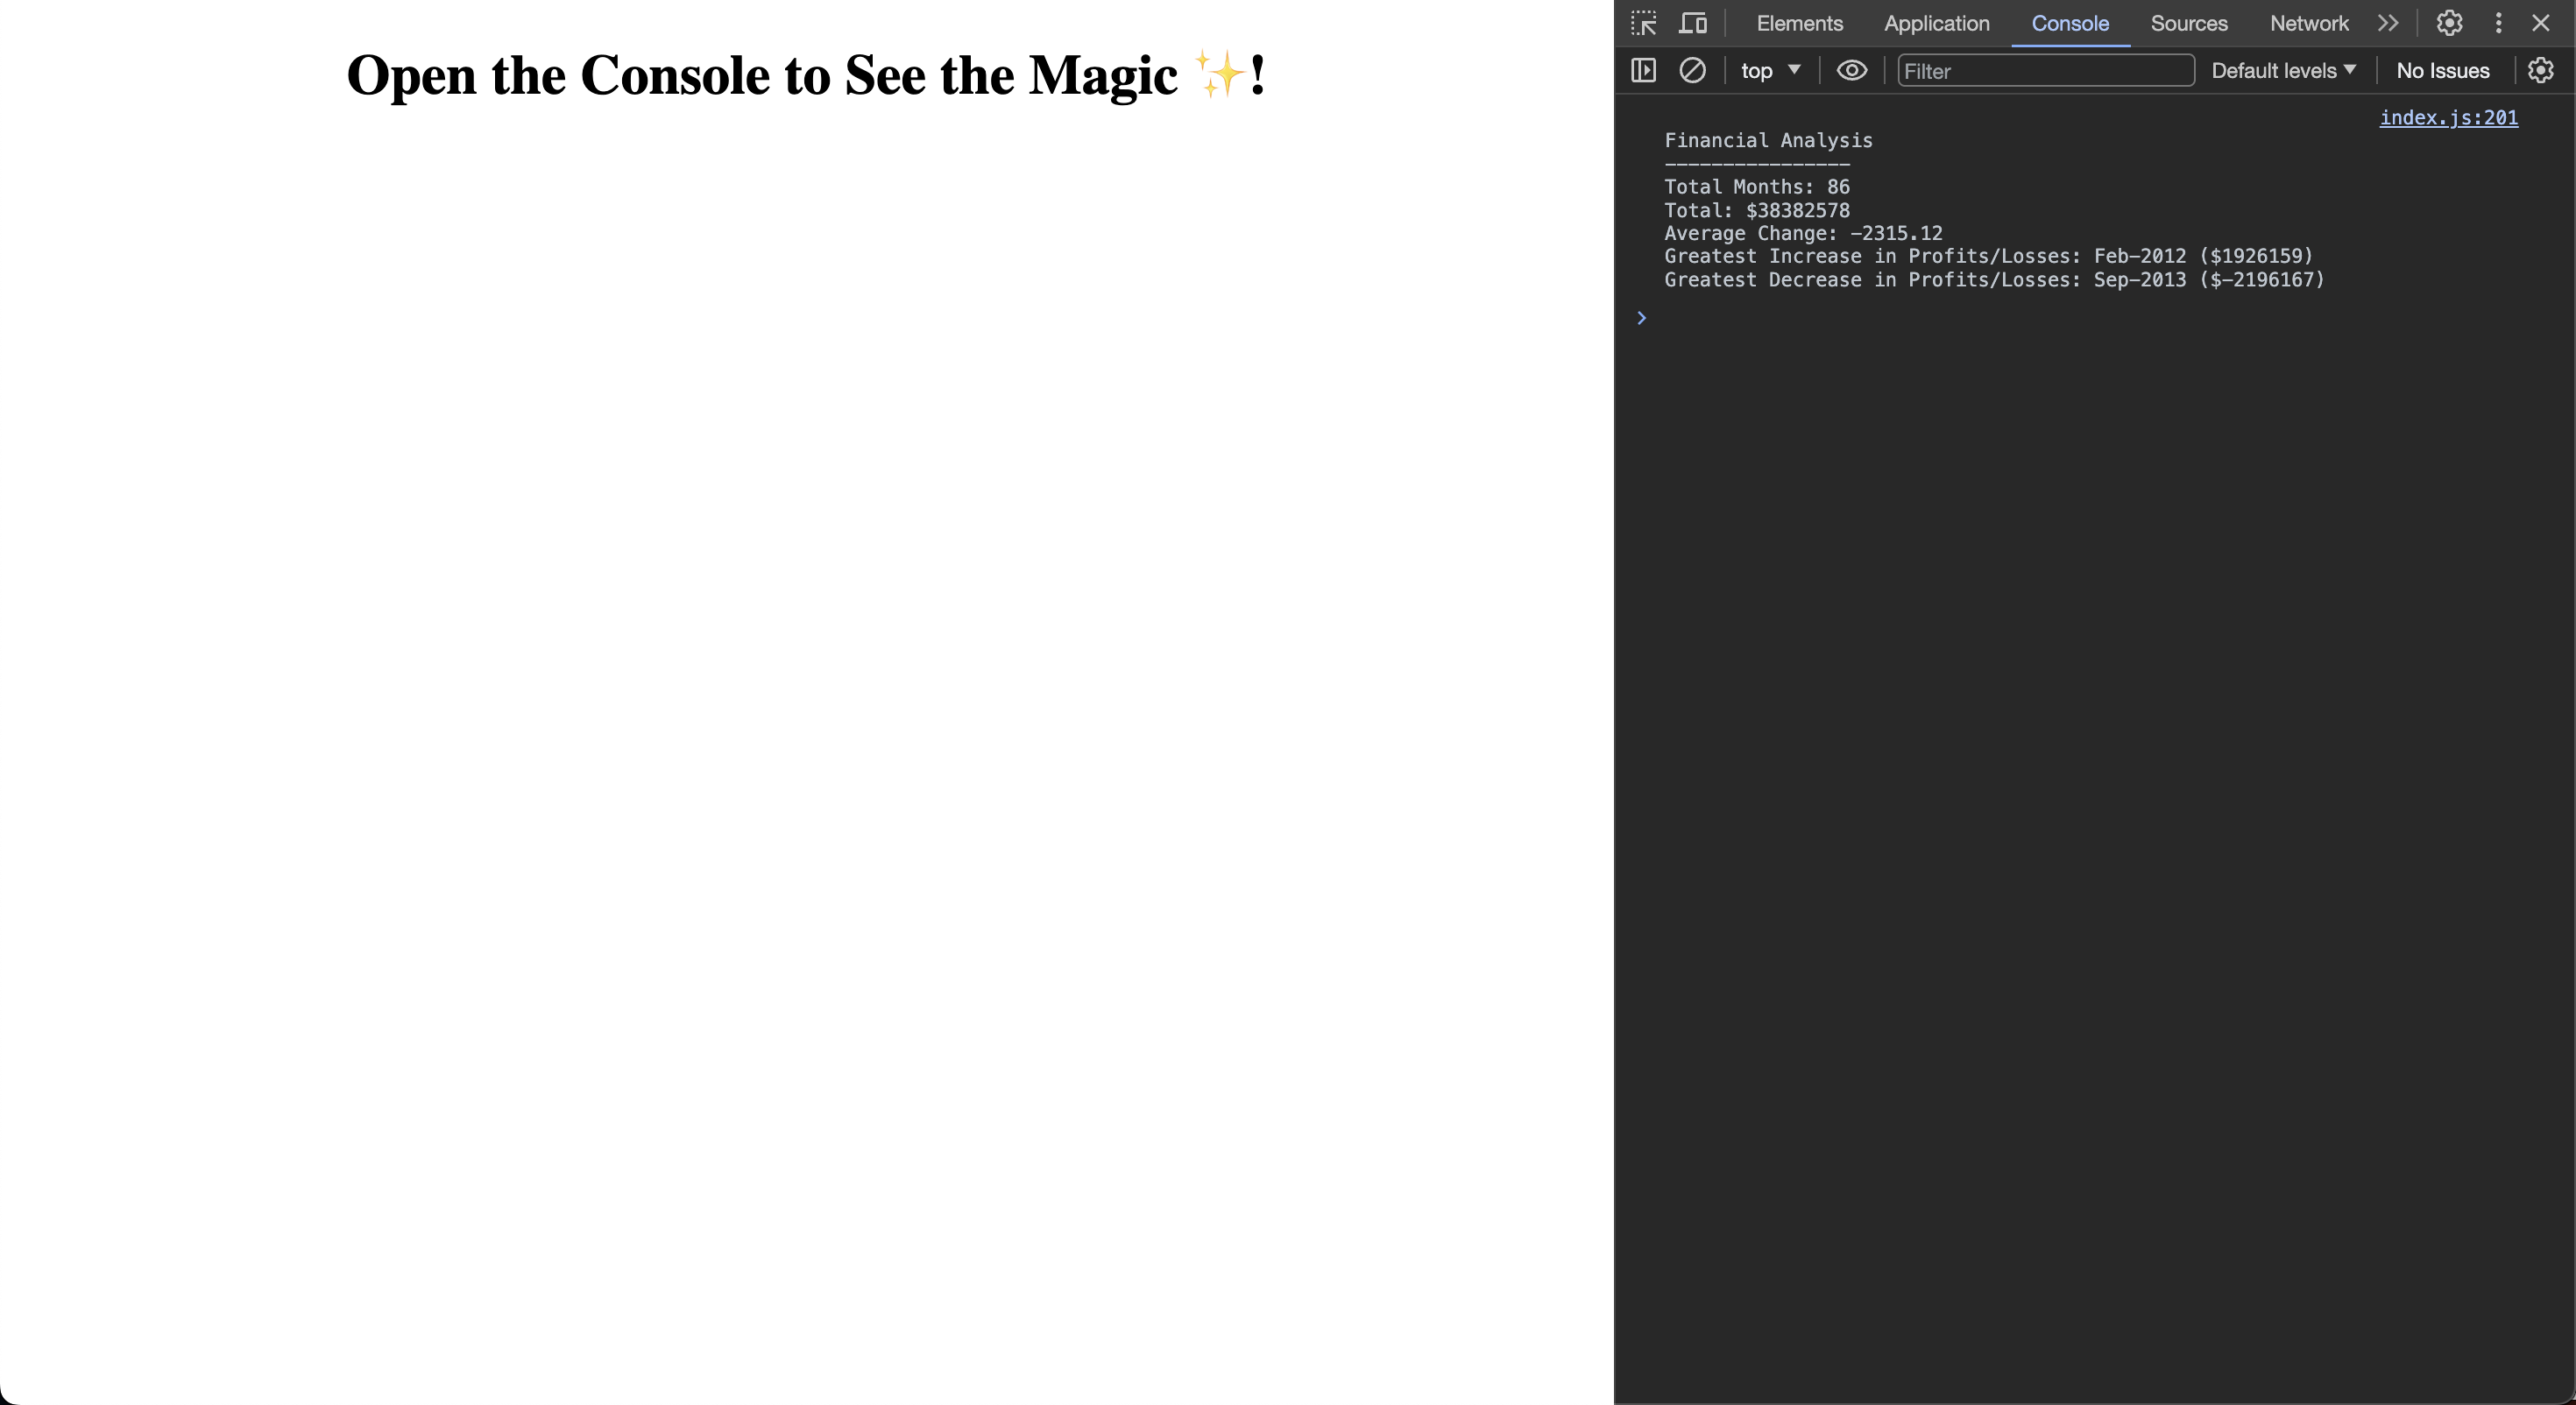 Open the Console to See the Magic ✨!
Elements Application Console Sources Network
top Filter Default levels No Issues
index.js:201
Financial Analysis
----------------
Total Months: 86
Total: $38382578
Average Change: -2315.12
Greatest Increase in Profits/Losses: Feb-2012 ($1926159)
Greatest Decrease in Profits/Losses: Sep-2013 ($-2196167)